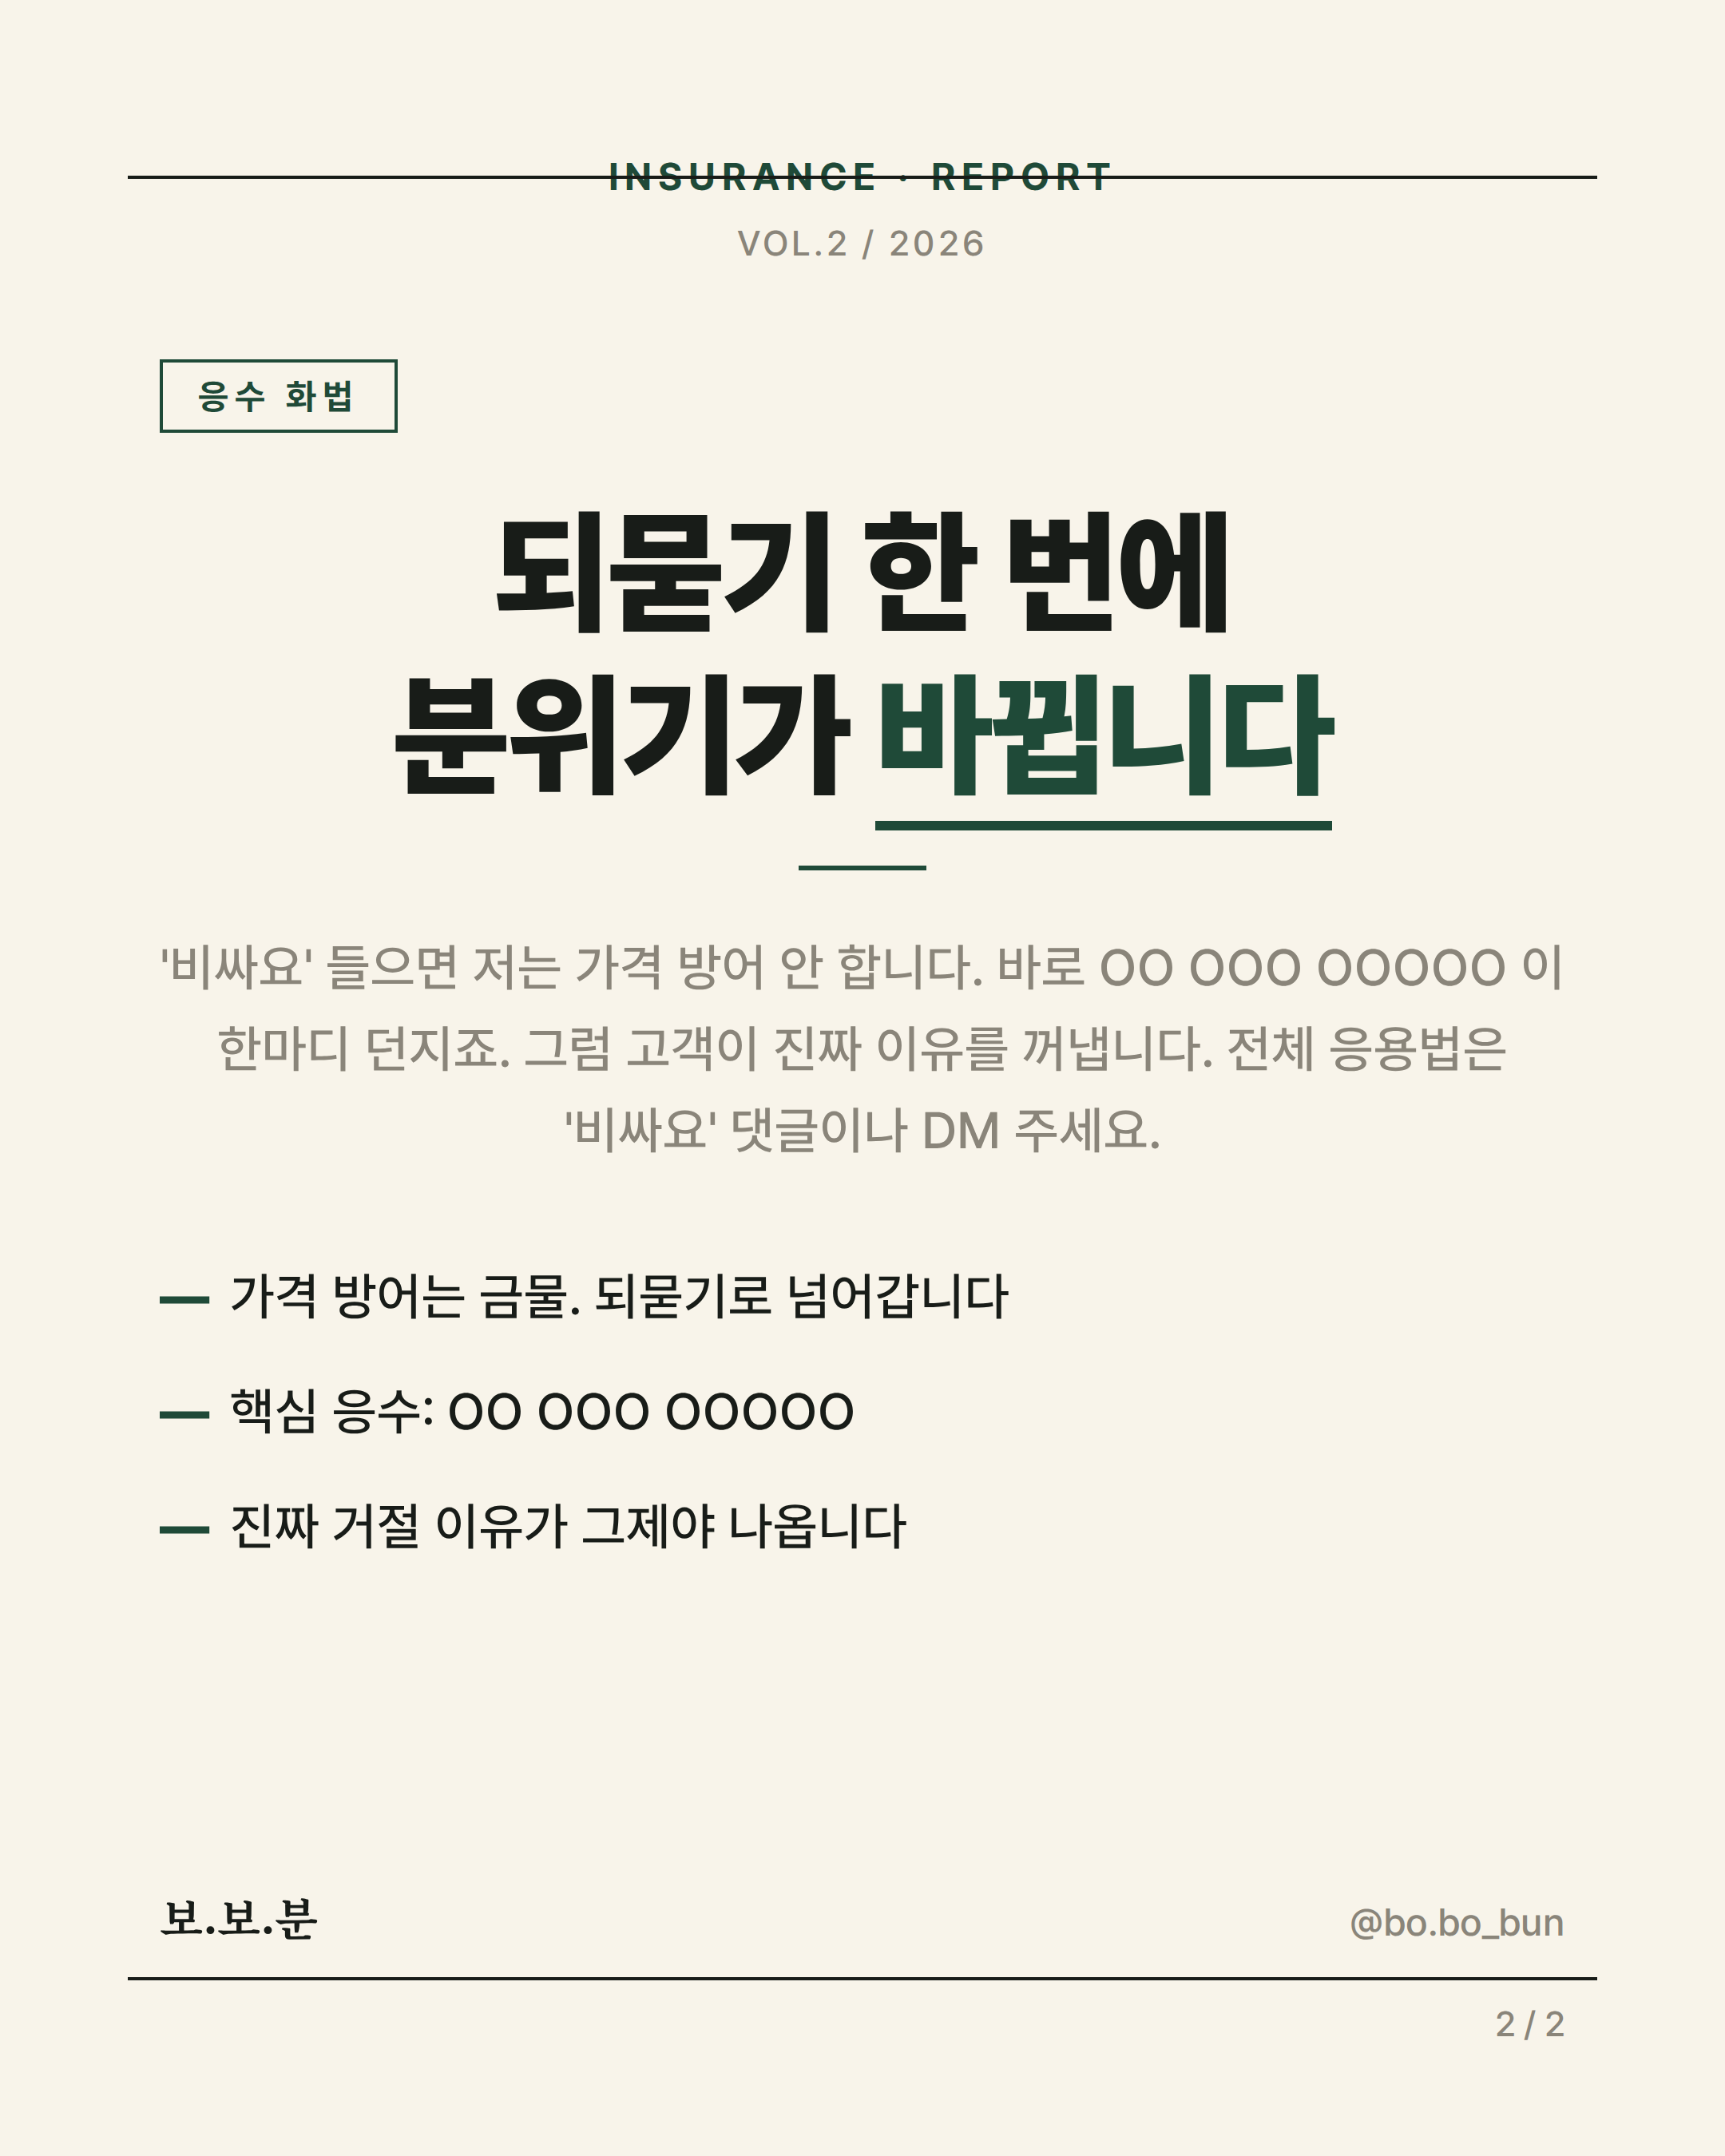 INSURANCE · REPORT
VOL.2 / 2026
응수 화법
되묻기 한 번에
분위기가 바뀝니다
'비싸요' 들으면 저는 가격 방어 안 합니다. 바로 OO OOO OOOOO 이
한마디 던지죠. 그럼 고객이 진짜 이유를 꺼냅니다. 전체 응용법은
'비싸요' 댓글이나 DM 주세요.
가격 방어는 금물. 되묻기로 넘어갑니다
핵심 응수: OO OOO OOOOO
진짜 거절 이유가 그제야 나옵니다
보.보.분
@bo.bo_bun
2 / 2